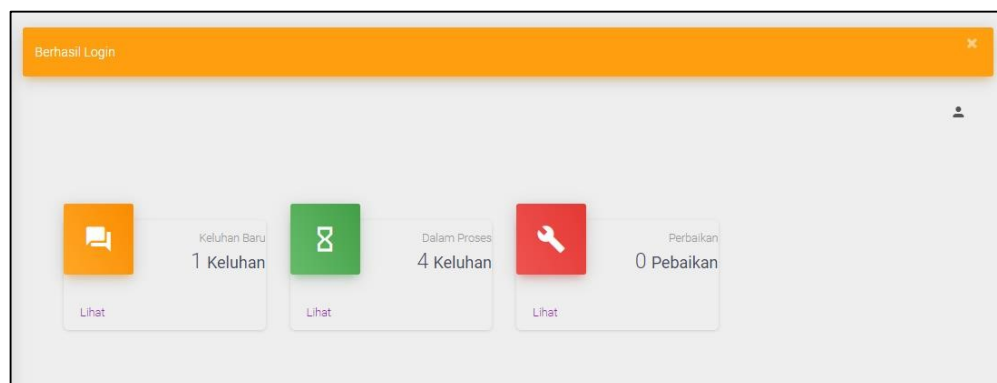 Berhasil Login
×
Keluhan Baru
1 Keluhan
Lihat
Dalam Proses
4 Keluhan
Lihat
Perbaikan
0 Pebaikan
Lihat